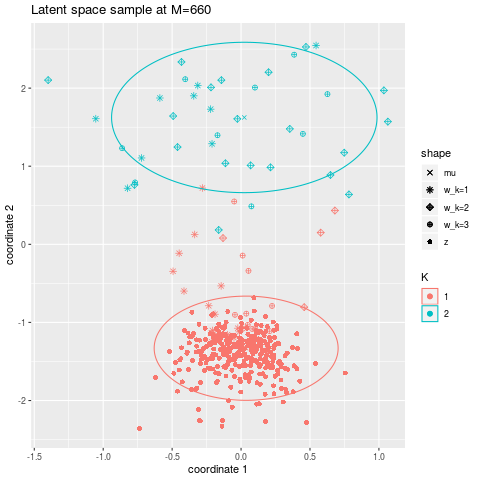 Latent space sample at M=660
coordinate 2
2
1
0
-1
-2
-1.5
-1.0
-0.5
0.0
0.5
1.0
coordinate 1
shape
mu
w_k=1
w_k=2
w_k=3
z
K
1
2